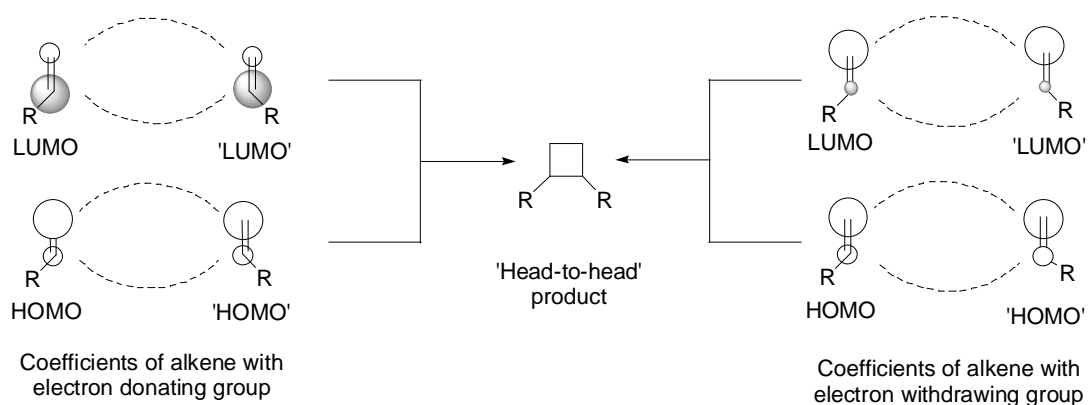 R
R
LUMO
'LUMO'
R
R
HOMO
'HOMO'
Coefficients of alkene with
electron donating group
R
R
'Head-to-head'
product
R
R
LUMO
'LUMO'
R
R
HOMO
'HOMO'
Coefficients of alkene with
electron withdrawing group